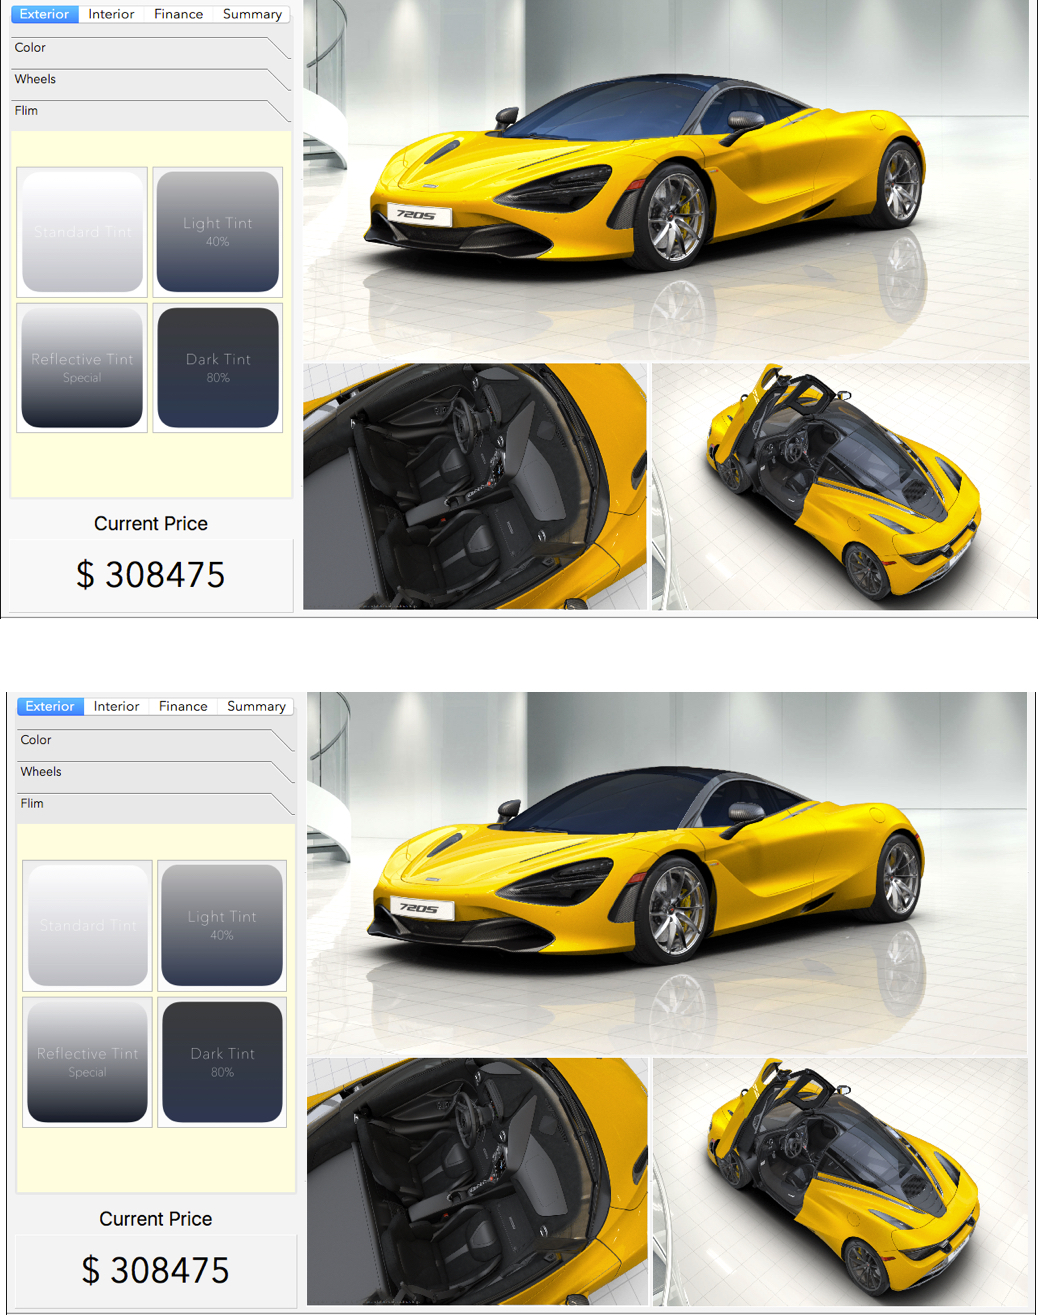 Exterior Interior Finance Summary
Color
Wheels
Flim
Standard Tint
Light Tint
40%
Reflective Tint
Special
Dark Tint
80%
Current Price
$ 308475
720S
Exterior Interior Finance Summary
Color
Wheels
Flim
Standard Tint
Light Tint
40%
Reflective Tint
Special
Dark Tint
80%
Current Price
$ 308475
720S